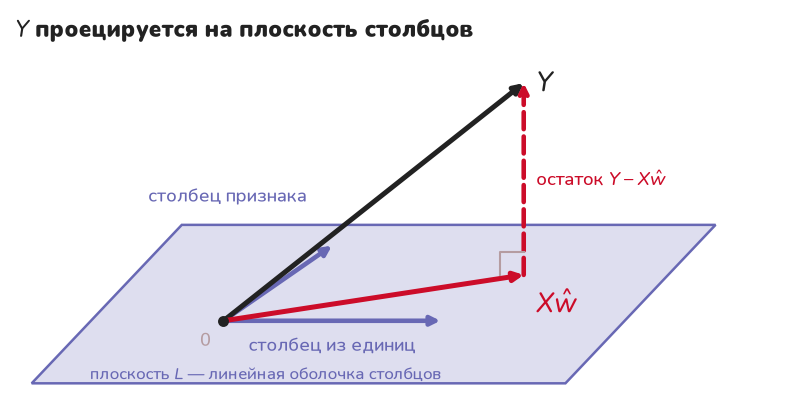 Y проецируется на плоскость столбцов
Y
остаток Y – Xŵ
столбец признака
Xŵ
0
столбец из единиц
плоскость L — линейная оболочка столбцов